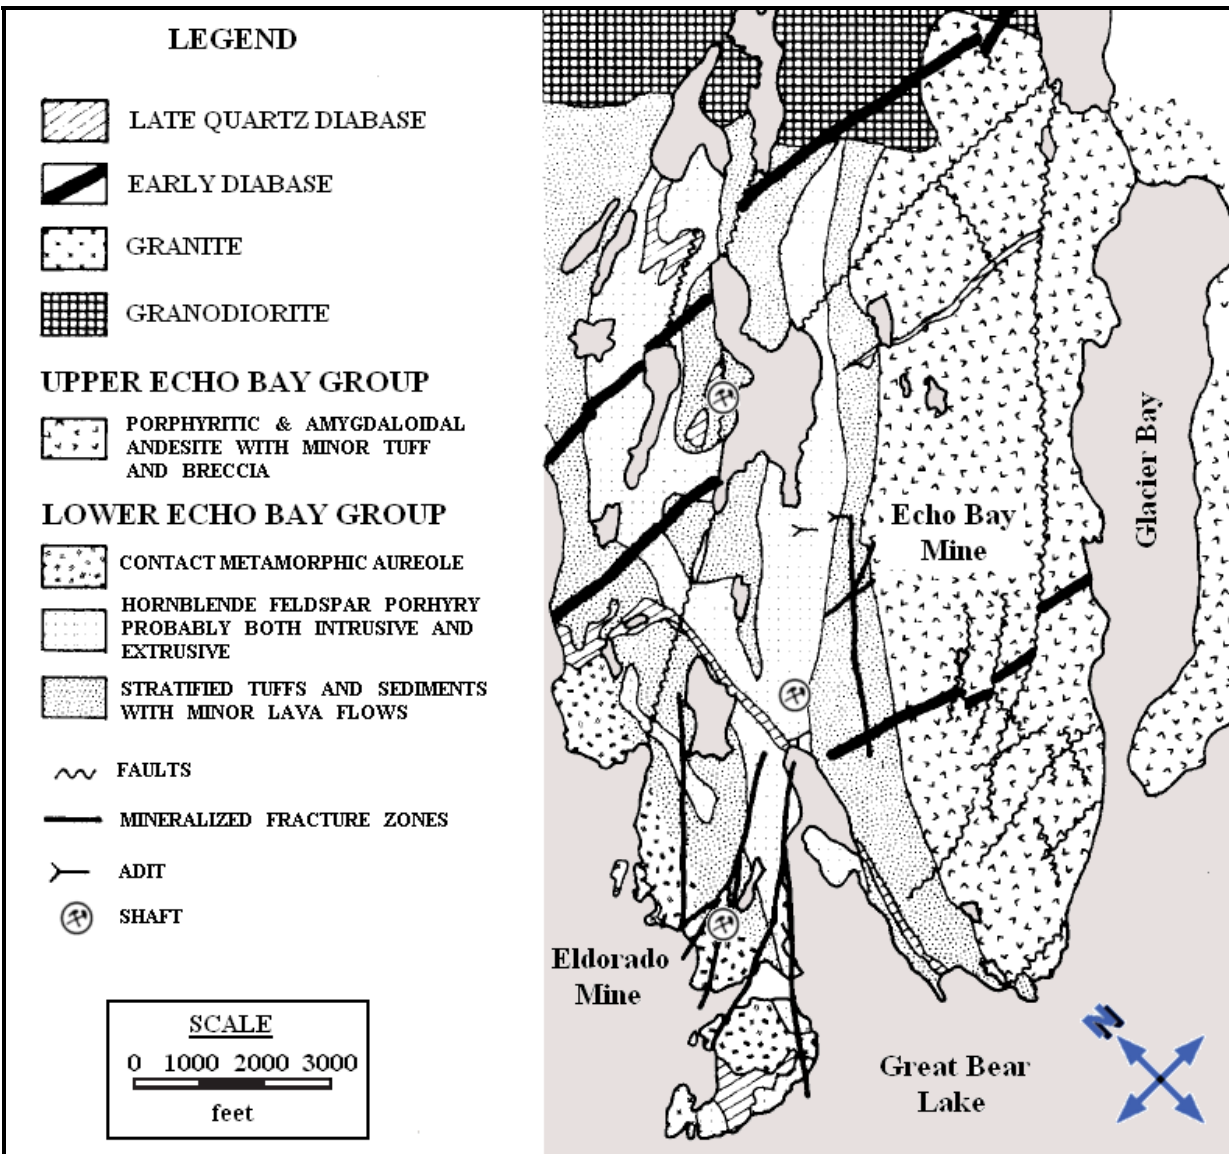 LEGEND
LATE QUARTZ DIABASE
EARLY DIABASE
GRANITE
GRANODIORITE
UPPER ECHO BAY GROUP
PORPHYRITIC & AMYGDALOIDAL
ANDESITE WITH MINOR TUFF
AND BRECCIA
LOWER ECHO BAY GROUP
CONTACT METAMORPHIC AUREOLE
HORNBLENDE FELDSPAR PORHYRY
PROBABLY BOTH INTRUSIVE AND
EXTRUSIVE
STRATIFIED TUFFS AND SEDIMENTS
WITH MINOR LAVA FLOWS
FAULTS
MINERALIZED FRACTURE ZONES
ADIT
SHAFT
SCALE
0 1000 2000 3000
feet
Echo Bay
Mine
Glacier Bay
Eldorado
Mine
Great Bear
Lake
N